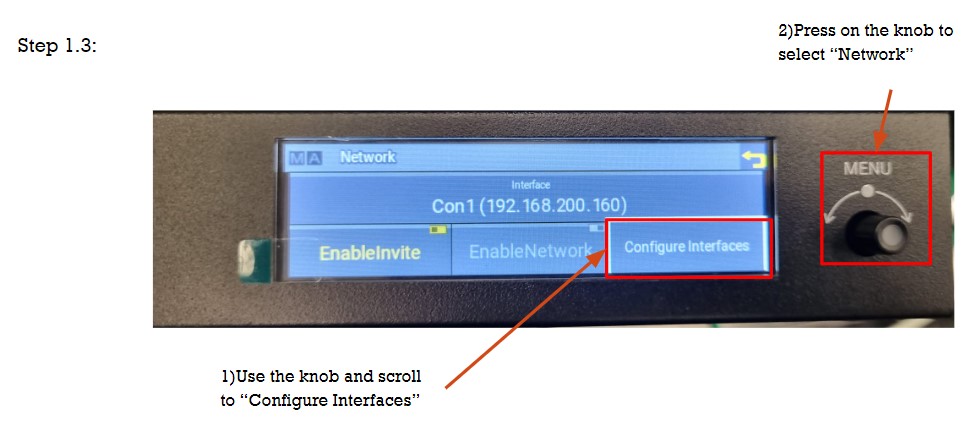 Step 1.3:
2)Press on the knob to
select “Network”
MA Network
MENU
Interface
Con1 (192.168.200.160)
EnableInvite
EnableNetwork
Configure Interfaces
1)Use the knob and scroll
to “Configure Interfaces”